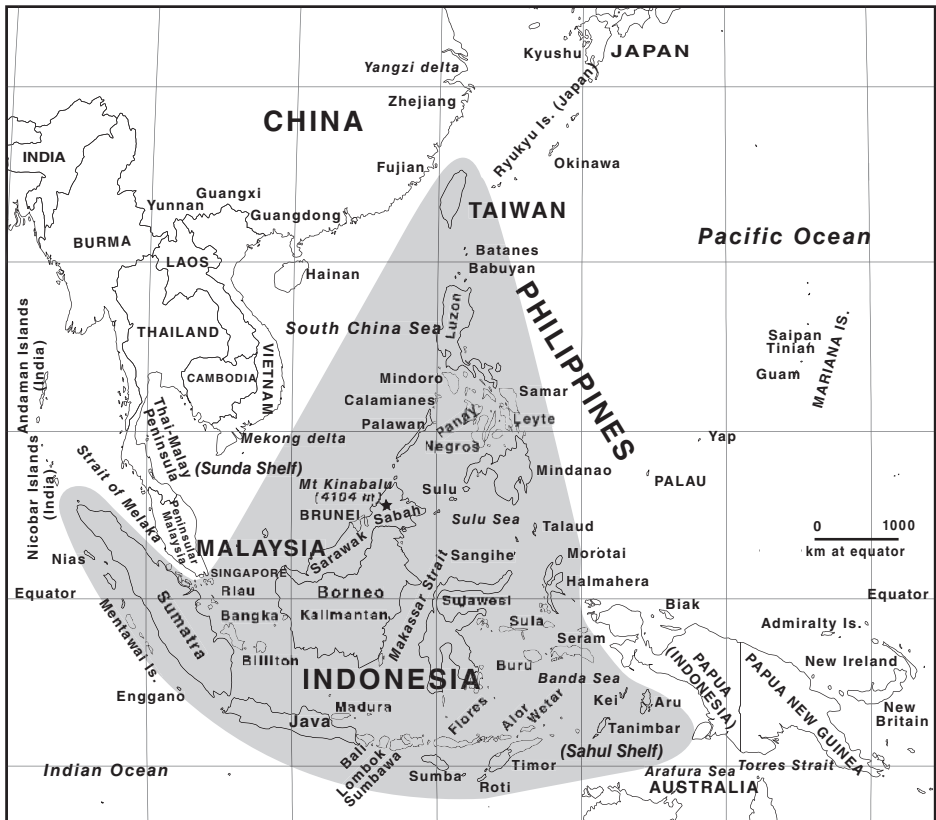 Kyushu
JAPAN
Yangzi delta
Zhejiang
Ryukyu Is. (Japan)
CHINA
INDIA
Fujian
Okinawa
Guangxi
Yunnan
Guangdong
TAIWAN
BURMA
Pacific Ocean
LAOS
Batanes
Babuyan
Hainan
PHILIPPINES
Luzon
South China Sea
THAILAND
VIETNAM
Andaman Islands
(India)
Saipan
Tinian
Guam
MARIANA IS.
CAMBODIA
Mindoro
Samar
Calamianes
Palawan
Panay
Leyte
Negros
Thai-Malay
Peninsula
Mekong delta
Yap
(Sunda Shelf)
Mindanao
PALAU
Nicobar Islands
(India)
Strait of Melaka
Mt Kinabalu
(4104 m)
Sulu
BRUNEI
Sabah
Sulu Sea
Talaud
0 1000
km at equator
Peninsular
Malaysia
MALAYSIA
Sarawak
Sangihe
Morotai
Nias
SINGAPORE
Halmahera
Equator
Riau
Borneo
Makassar Strait
Sulawesi
Equator
Biak
Mentawai Is.
Sumatra
Bangka
Kalimantan
Sula
Admiralty Is.
Seram
Billiton
INDONESIA
Buru
Banda Sea
PAPUA
(INDONESIA)
PAPUA NEW GUINEA
New Ireland
Enggano
Kei
Aru
New
Britain
Madura
Java
Flores
Alor
Wetar
Tanimbar
(Sahul Shelf)
Bali
Lombok
Sumbawa
Indian Ocean
Sumba
Timor
Roti
Arafura Sea
Torres Strait
AUSTRALIA